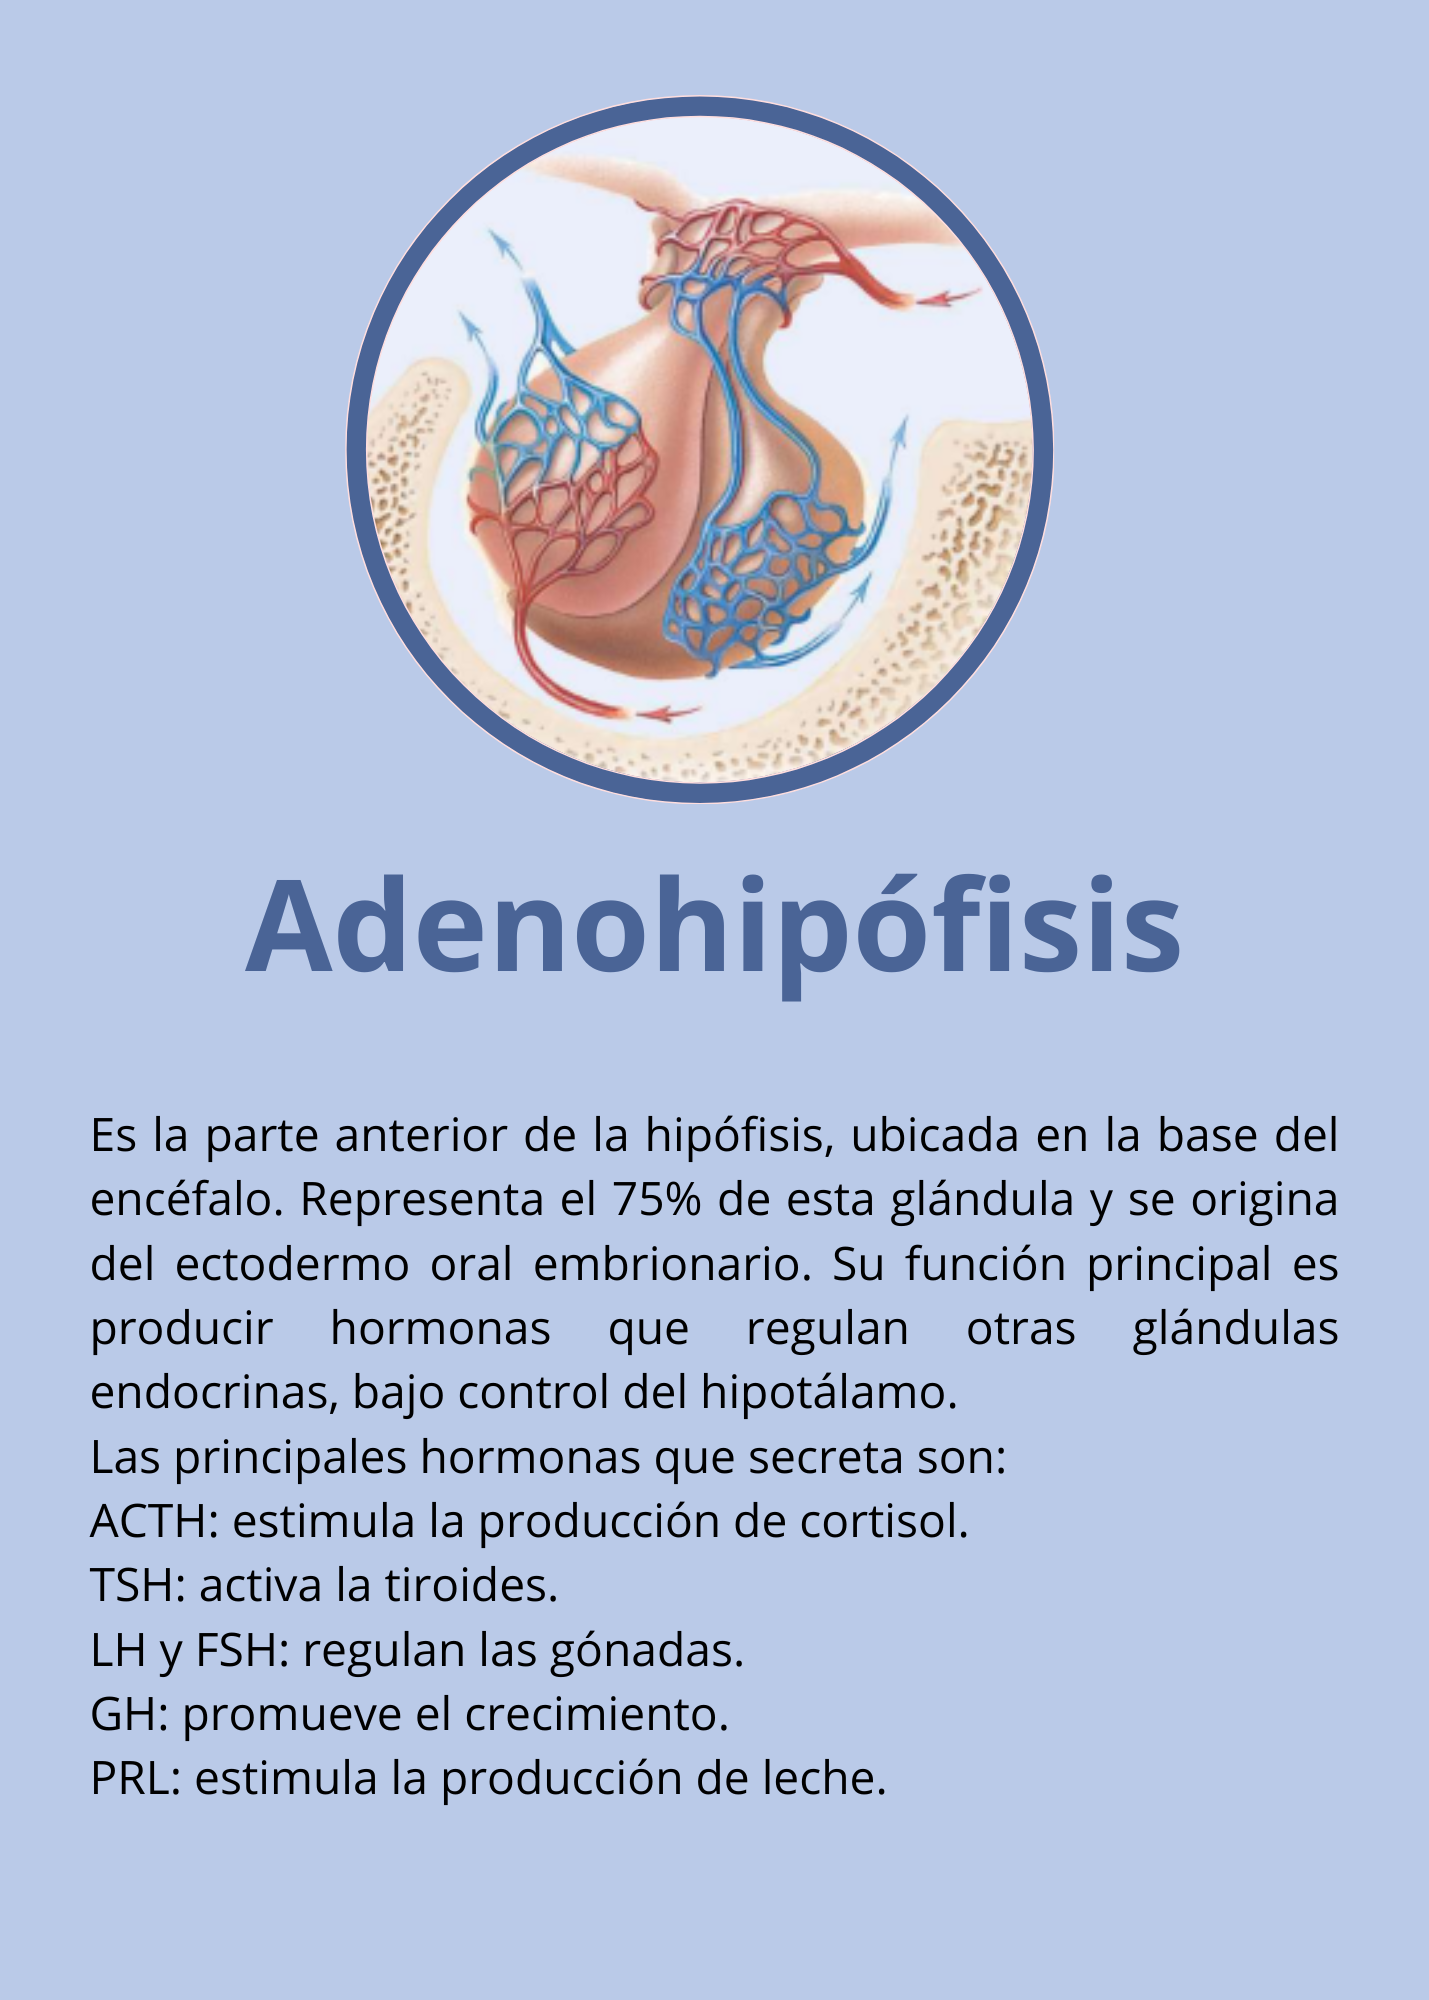 Adenohipófisis
Es la parte anterior de la hipófisis, ubicada en la base del
encéfalo. Representa el 75% de esta glándula y se origina
del ectodermo oral embrionario. Su función principal es
producir hormonas que regulan otras glándulas
endocrinas, bajo control del hipotálamo.
Las principales hormonas que secreta son:
ACTH: estimula la producción de cortisol.
TSH: activa la tiroides.
LH y FSH: regulan las gónadas.
GH: promueve el crecimiento.
PRL: estimula la producción de leche.